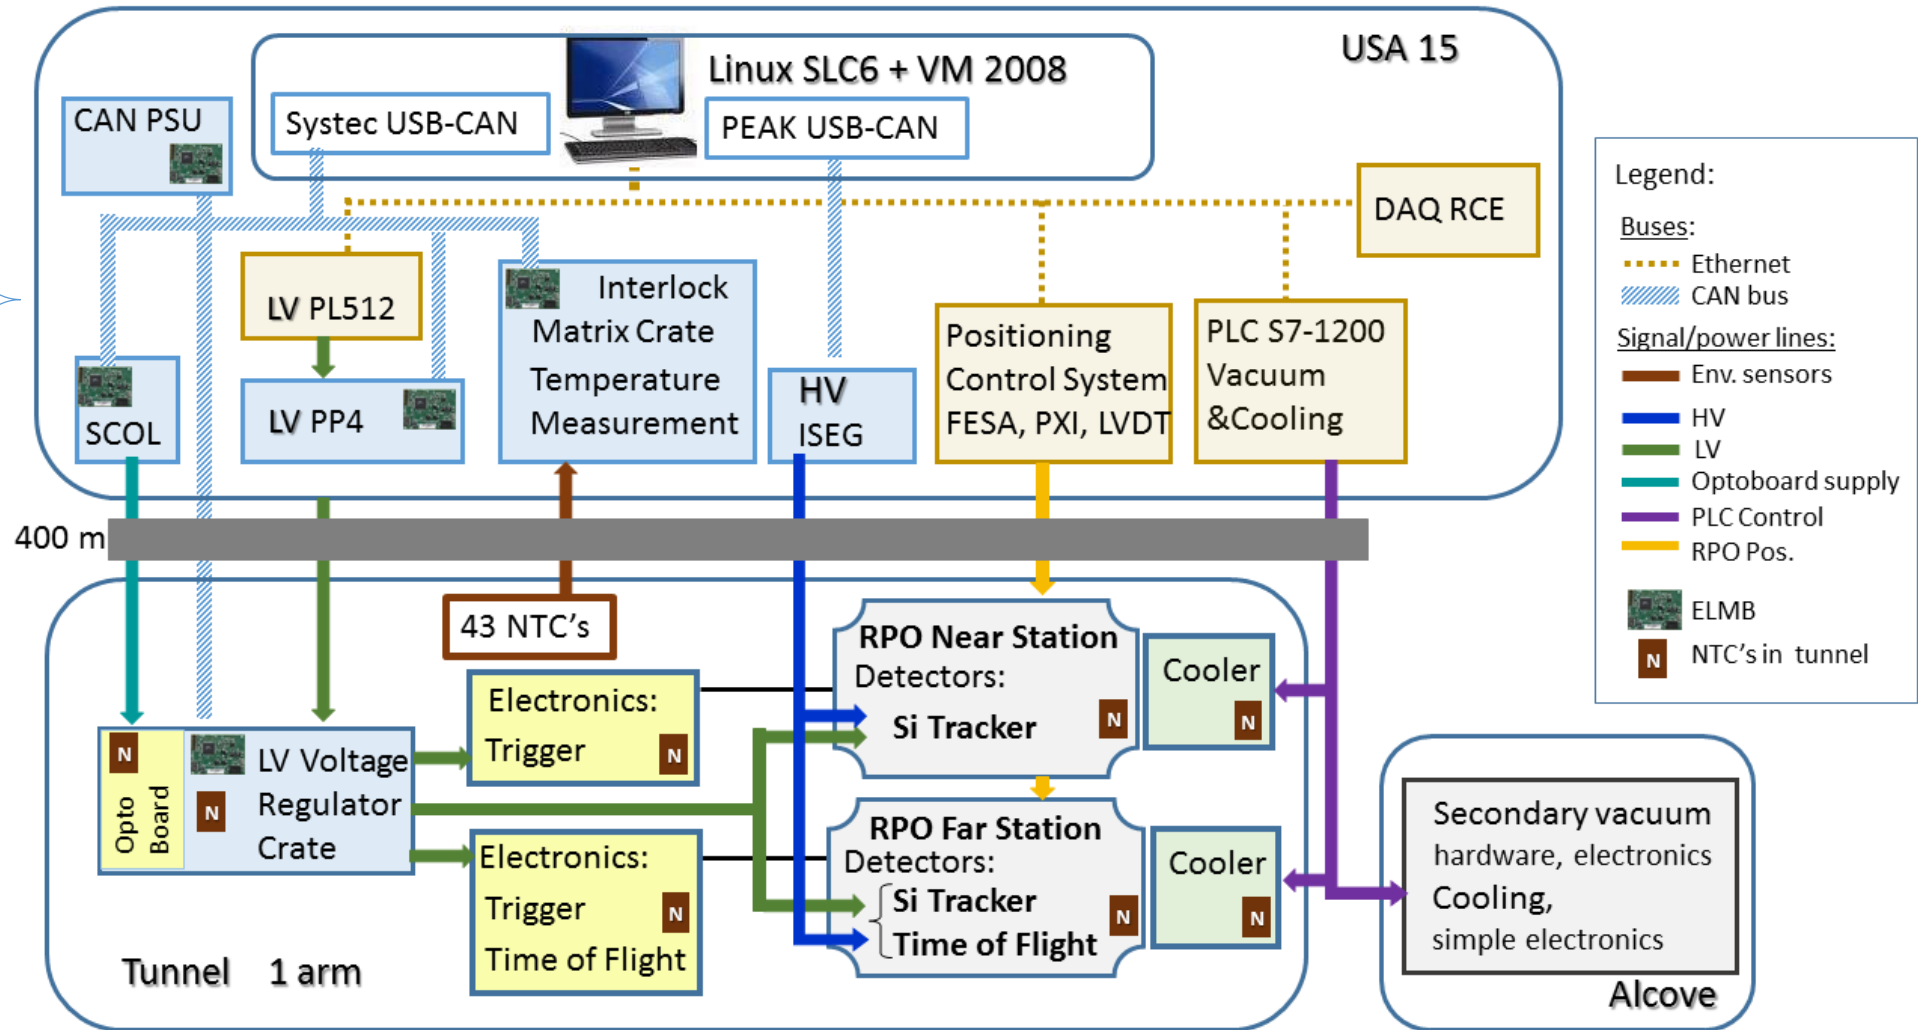 USA 15
Linux SLC6 + VM 2008
CAN PSU
Systec USB-CAN
PEAK USB-CAN
DAQ RCE
LV PL512
Interlock
Matrix Crate
Temperature
Measurement
Positioning
Control System
FESA, PXI, LVDT
PLC S7-1200
Vacuum
&Cooling
SCOL
LV PP4
HV
ISEG
400 m
43 NTC's
Electronics:
Trigger
N
RPO Near Station
Detectors:
Si Tracker
N
Cooler
N
N
Opto
Board
N
LV Voltage
Regulator
Crate
Electronics:
Trigger
N
Time of Flight
RPO Far Station
Detectors:
Si Tracker
Time of Flight
N
Cooler
N
Tunnel 1 arm
Secondary vacuum
hardware, electronics
Cooling,
simple electronics
Alcove
Legend:
Buses:
Ethernet
CAN bus
Signal/power lines:
Env. sensors
HV
LV
Optoboard supply
PLC Control
RPO Pos.
ELMB
N
NTC's in tunnel